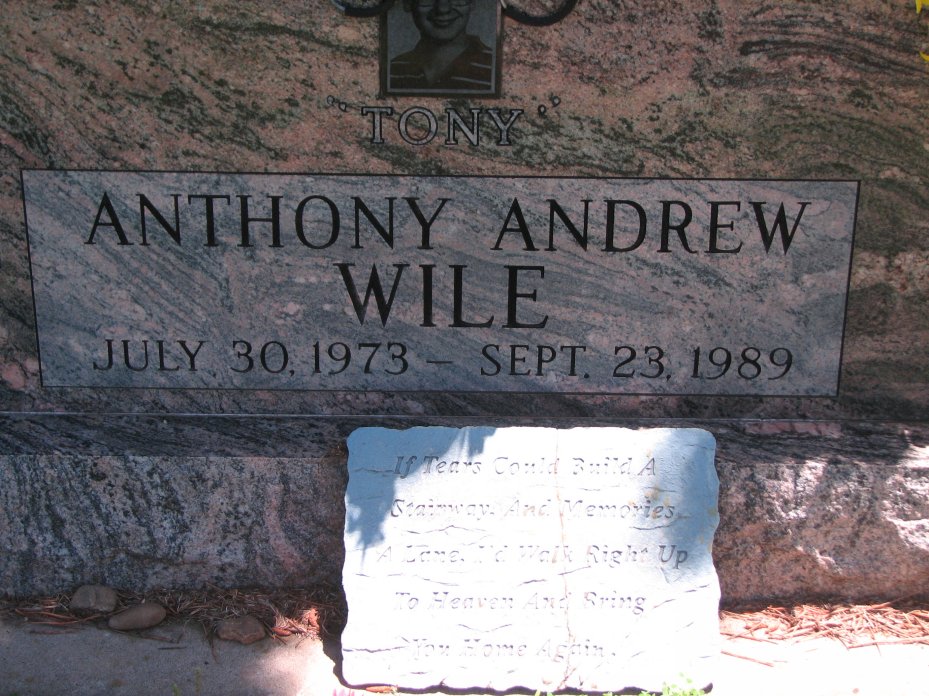 "TONY"
ANTHONY ANDREW
WILE
JULY 30, 1973 – SEPT. 23, 1989
If Tears Could Build A
Stairway, And Memories
A Lane, I'd Walk Right Up
To Heaven And Bring
You Home Again.